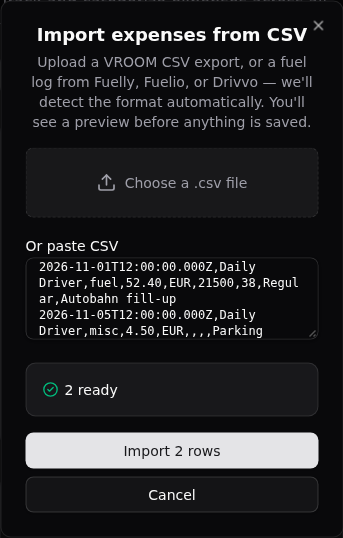 Import expenses from CSV
Upload a VROOM CSV export, or a fuel
log from Fuelly, Fuelio, or Drivvo — we'll
detect the format automatically. You'll
see a preview before anything is saved.
Choose a .csv file
Or paste CSV
2026-11-01T12:00:00.000Z,Daily
Driver,fuel,52.40,EUR,21500,38,Regul
ar,Autobahn fill-up
2026-11-05T12:00:00.000Z,Daily
Driver,misc,4.50,EUR,,,,Parking
2 ready
Import 2 rows
Cancel